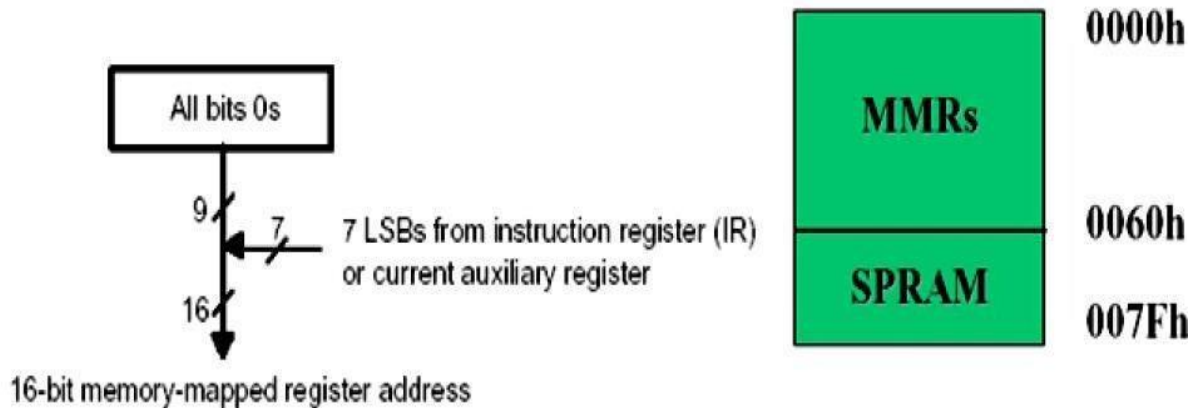 All bits 0s
9
7
7 LSBs from instruction register (IR)
or current auxiliary register
16
16-bit memory-mapped register address
0000h
MMRs
0060h
SPRAM
007Fh